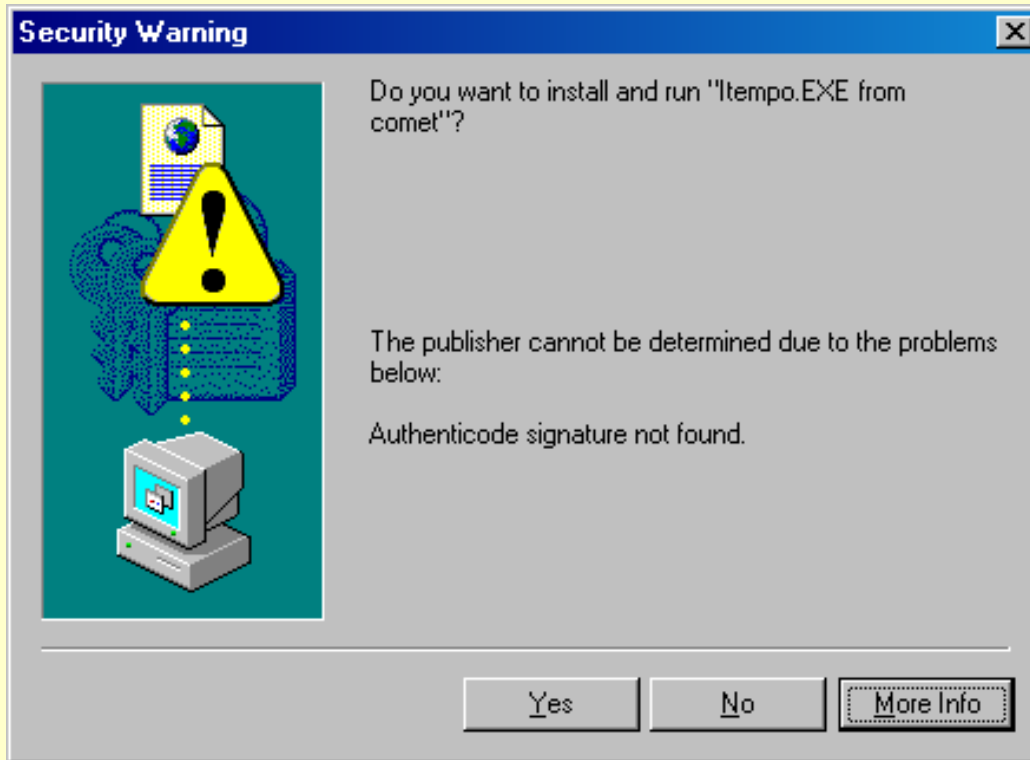 Security Warning
Do you want to install and run "Itempo.EXE from
comet"?
The publisher cannot be determined due to the problems
below:
Authenticode signature not found.
Yes
No
More Info